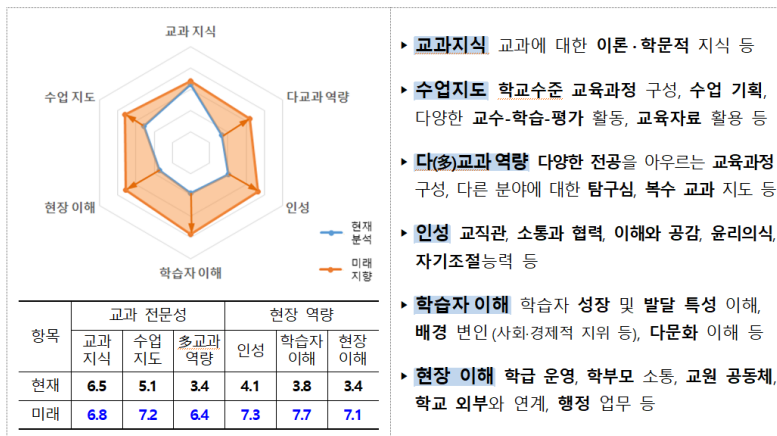 교과 지식
수업 지도
다교과 역량
현장 이해
인성
학습자 이해
현재
분석
미래
지향
항목 교과 전문성 현장 역량
교과 지식 수업 지도 多교과 역량 인성 학습자 이해 현장 이해
현재 6.5 5.1 3.4 4.1 3.8 3.4
미래 6.8 7.2 6.4 7.3 7.7 7.1
▸ 교과지식 교과에 대한 이론·학문적 지식 등
▸ 수업지도 학교수준 교육과정 구성, 수업 기획,
다양한 교수-학습-평가 활동, 교육자료 활용 등
▸ 다(多)교과 역량 다양한 전공을 아우르는 교육과정
구성, 다른 분야에 대한 탐구심, 복수 교과 지도 등
▸ 인성 교직관, 소통과 협력, 이해와 공감, 윤리의식,
자기조절능력 등
▸ 학습자 이해 학습자 성장 및 발달 특성 이해,
배경 변인(사회·경제적 지위 등), 다문화 이해 등
▸ 현장 이해 학급 운영, 학부모 소통, 교원 공동체,
학교 외부와 연계, 행정 업무 등